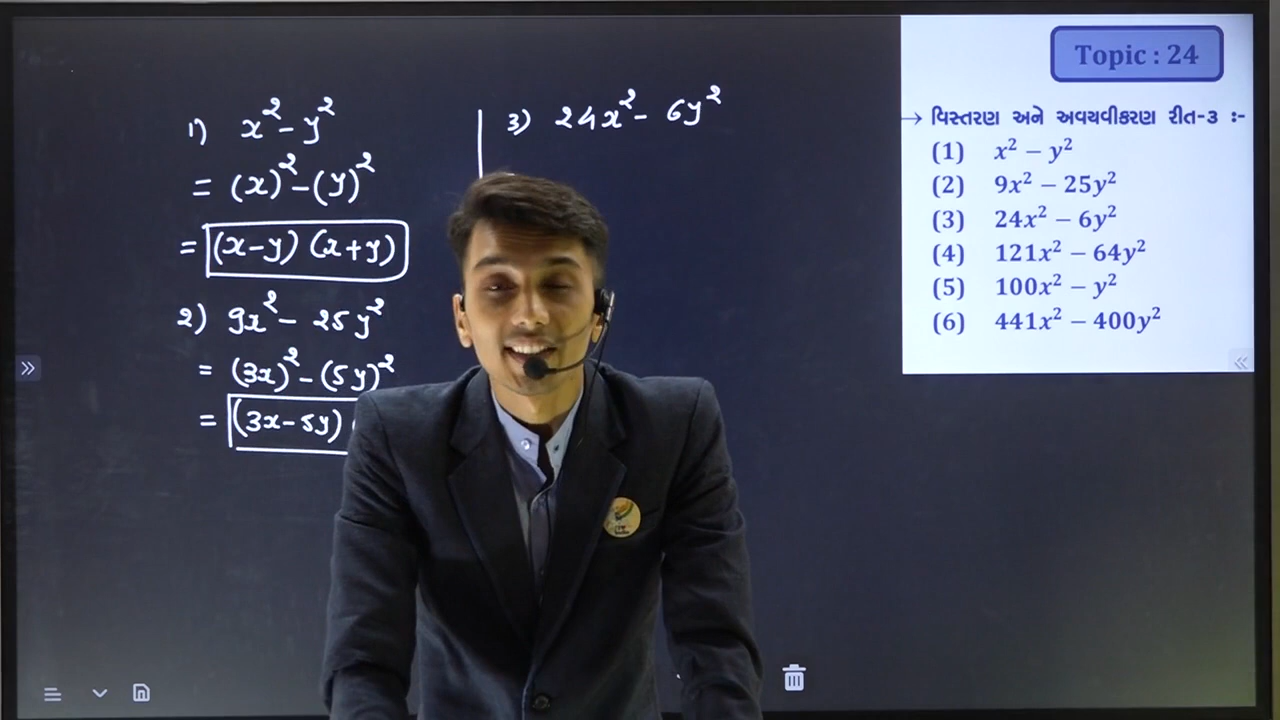 1) x² - y²
= (x)² - (y)²
= (x-y) (x+y)
2) 9x² - 25y²
= (3x)² - (5y)²
= (3x-5y) (
3) 24x² - 6y²
Topic : 24
→ વિસ્તરણ અને અવયવીકરણ રીત-૩ :-
(1) x² − y²
(2) 9x² − 25y²
(3) 24x² − 6y²
(4) 121x² − 64y²
(5) 100x² − y²
(6) 441x² − 400y²